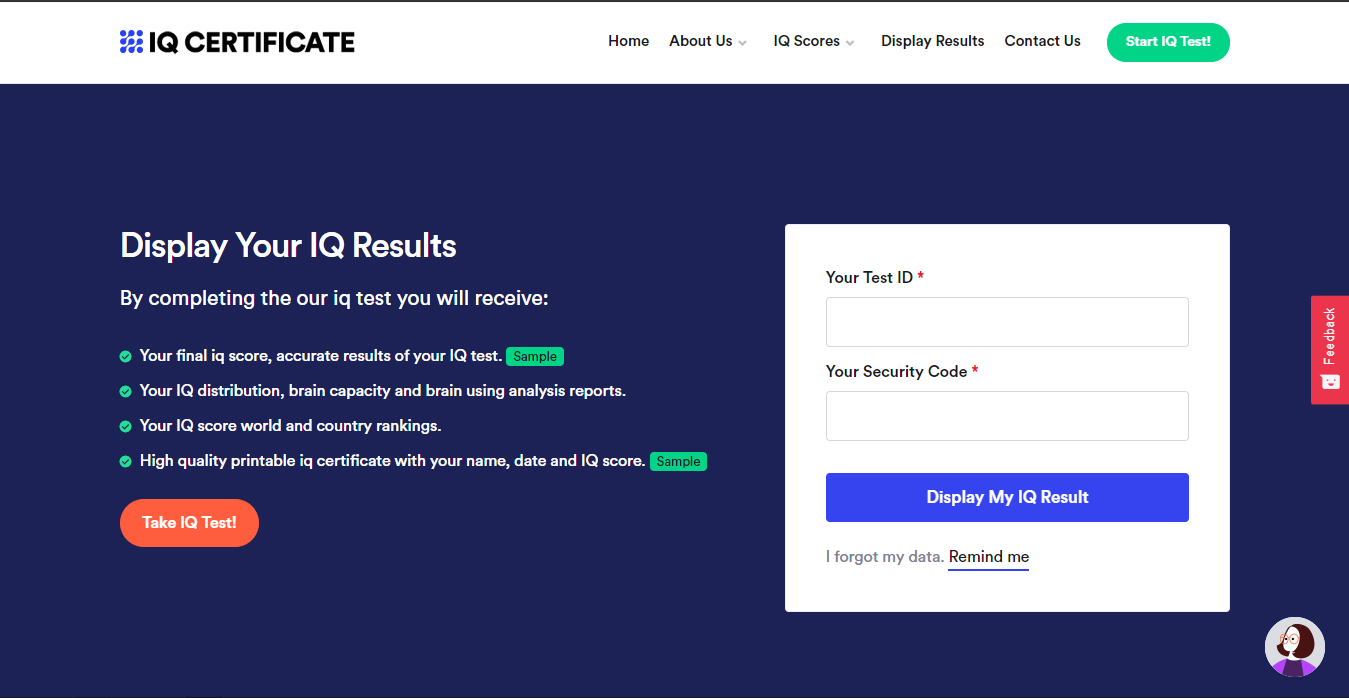 IQ CERTIFICATE
Home About Us IQ Scores Display Results Contact Us Start IQ Test!
Display Your IQ Results
By completing the our iq test you will receive:
Your final iq score, accurate results of your IQ test. Sample
Your IQ distribution, brain capacity and brain using analysis reports.
Your IQ score world and country rankings.
High quality printable iq certificate with your name, date and IQ score. Sample
Take IQ Test!
Your Test ID *
Your Security Code *
Display My IQ Result
I forgot my data. Remind me
Feedback